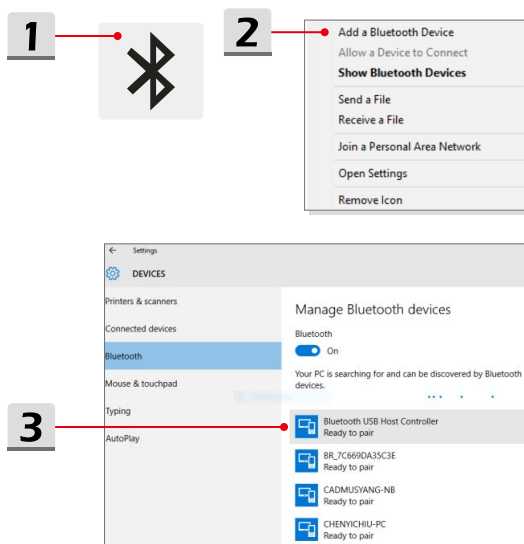 1
2
Add a Bluetooth Device
Allow a Device to Connect
Show Bluetooth Devices
Send a File
Receive a File
Join a Personal Area Network
Open Settings
Remove Icon
3
← Settings
DEVICES
Printers & scanners
Connected devices
Bluetooth
Mouse & touchpad
Typing
AutoPlay
Manage Bluetooth devices
Bluetooth
On
Your PC is searching for and can be discovered by Bluetooth
devices.
Bluetooth USB Host Controller
Ready to pair
BR_7C669DA35C3E
Ready to pair
CADMUSYANG-NB
Ready to pair
CHENYICHIU-PC
Ready to pair